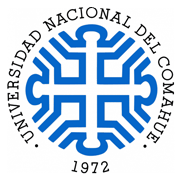 · UNIVERSIDAD NACIONAL DEL COMAHUE ·
1972